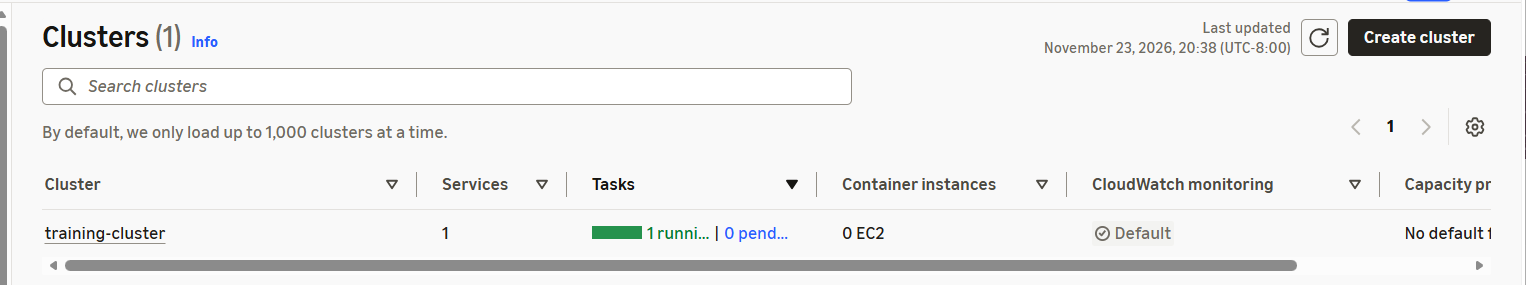 Clusters (1) Info
Last updated
November 23, 2026, 20:38 (UTC-8:00)
Create cluster
Search clusters
By default, we only load up to 1,000 clusters at a time.
1
Cluster Services Tasks Container instances CloudWatch monitoring Capacity pr
training-cluster 1 1 runni... | 0 pend... 0 EC2 Default No default f